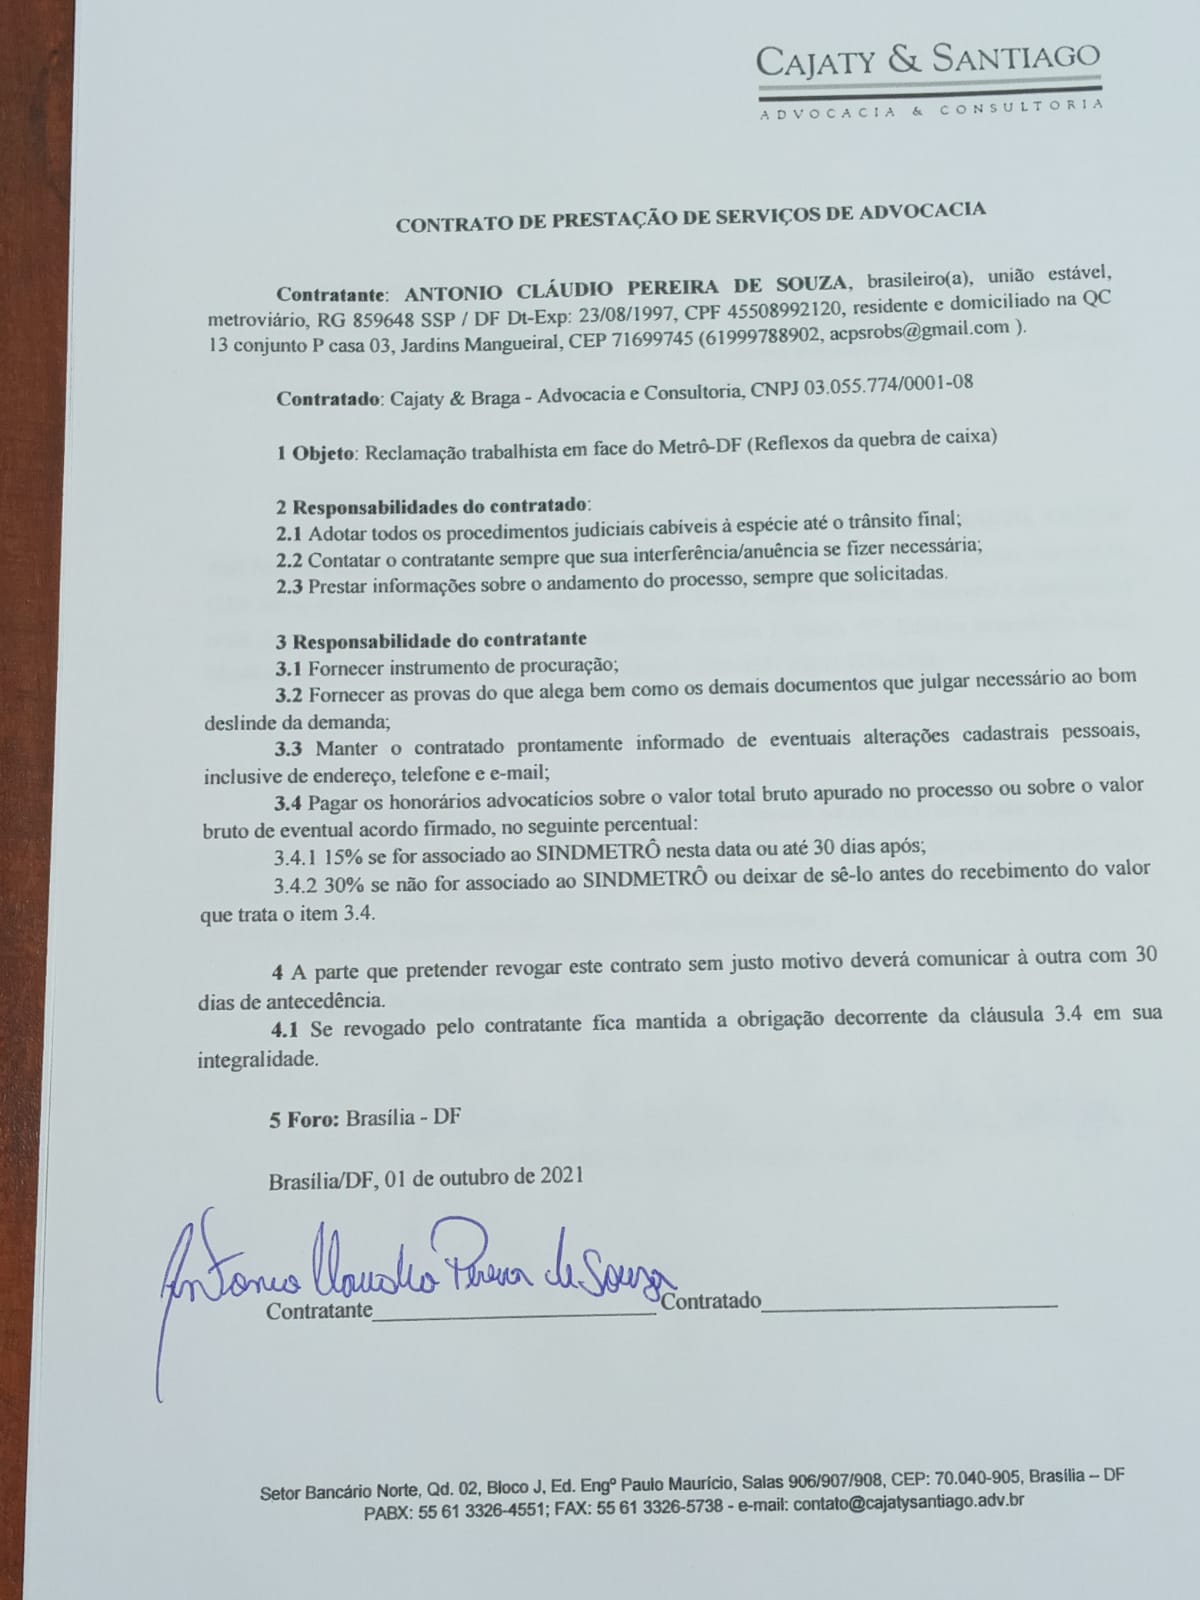 CAJATY & SANTIAGO
ADVOCACIA & CONSULTORIA
CONTRATO DE PRESTAÇÃO DE SERVIÇOS DE ADVOCACIA
Contratante: ANTONIO CLÁUDIO PEREIRA DE SOUZA, brasileiro(a), união estável,
metroviário, RG 859648 SSP / DF Dt-Exp: 23/08/1997, CPF 45508992120, residente e domiciliado na QC
13 conjunto P casa 03, Jardins Mangueiral, CEP 71699745 (61999788902, acpsrobs@gmail.com ).
Contratado: Cajaty & Braga - Advocacia e Consultoria, CNPJ 03.055.774/0001-08
1 Objeto: Reclamação trabalhista em face do Metrô-DF (Reflexos da quebra de caixa)
2 Responsabilidades do contratado:
2.1 Adotar todos os procedimentos judiciais cabíveis à espécie até o trânsito final;
2.2 Contatar o contratante sempre que sua interferência/anuência se fizer necessária;
2.3 Prestar informações sobre o andamento do processo, sempre que solicitadas.
3 Responsabilidade do contratante
3.1 Fornecer instrumento de procuração;
3.2 Fornecer as provas do que alega bem como os demais documentos que julgar necessário ao bom
deslinde da demanda;
3.3 Manter o contratado prontamente informado de eventuais alterações cadastrais pessoais,
inclusive de endereço, telefone e e-mail;
3.4 Pagar os honorários advocatícios sobre o valor total bruto apurado no processo ou sobre o valor
bruto de eventual acordo firmado, no seguinte percentual:
3.4.1 15% se for associado ao SINDMETRÔ nesta data ou até 30 dias após;
3.4.2 30% se não for associado ao SINDMETRÔ ou deixar de sê-lo antes do recebimento do valor
que trata o item 3.4.
4 A parte que pretender revogar este contrato sem justo motivo deverá comunicar à outra com 30
dias de antecedência.
4.1 Se revogado pelo contratante fica mantida a obrigação decorrente da cláusula 3.4 em sua
integralidade.
5 Foro: Brasília - DF
Brasília/DF, 01 de outubro de 2021
Antonio Claudio Pereira de Souza
Contratante____________________Contratado____________________
Setor Bancário Norte, Qd. 02, Bloco J, Ed. Engº Paulo Maurício, Salas 906/907/908, CEP: 70.040-905, Brasília – DF
PABX: 55 61 3326-4551; FAX: 55 61 3326-5738 - e-mail: contato@cajatysantiago.adv.br